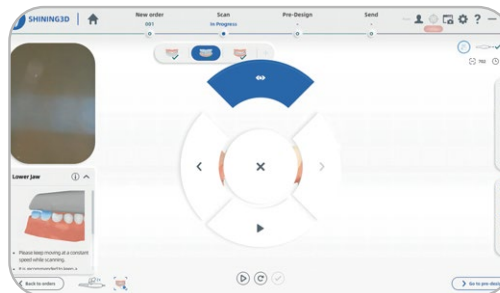 SHINING3D
New order
001
Scan
In Progress
Pre-Design
-
Send
-
702
Lower Jaw
• Please keep moving at a constant
speed while scanning.
Back to orders
Go to pre-des